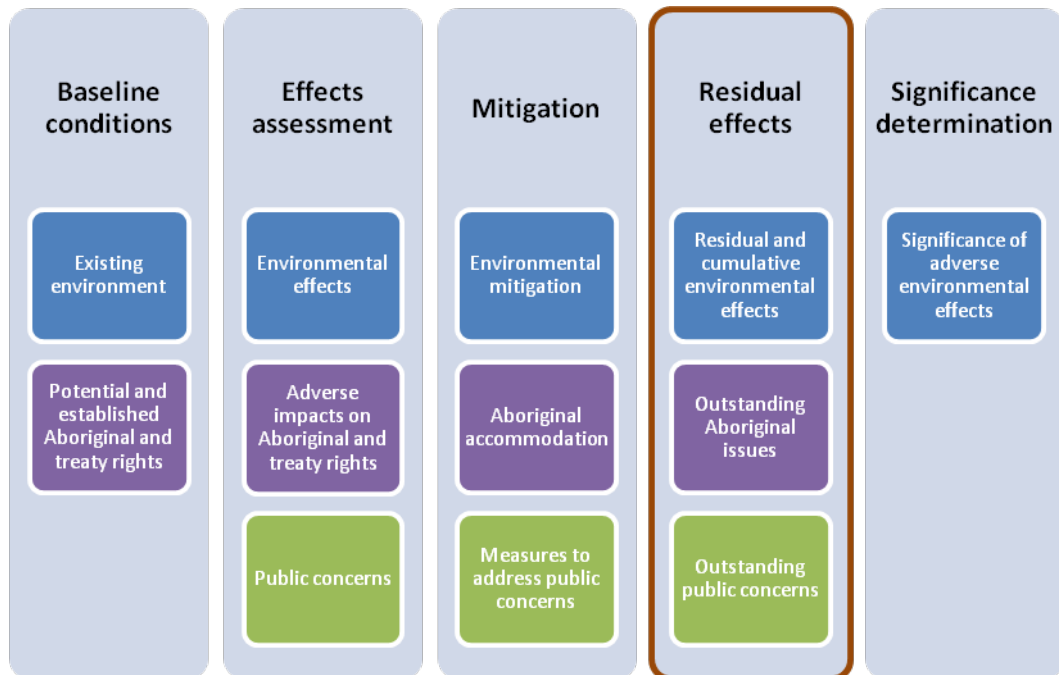 Baseline
conditions
Existing
environment
Potential and
established
Aboriginal and
treaty rights
Effects
assessment
Environmental
effects
Adverse
impacts on
Aboriginal and
treaty rights
Public concerns
Mitigation
Environmental
mitigation
Aboriginal
accommodation
Measures to
address public
concerns
Residual
effects
Residual and
cumulative
environmental
effects
Outstanding
Aboriginal
issues
Outstanding
public concerns
Significance
determination
Significance of
adverse
environmental
effects